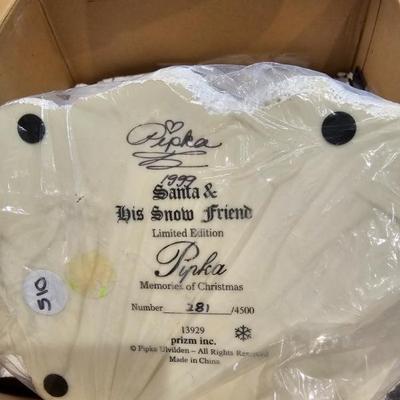 Pipka
1999
Santa &
His Snow Friend
Limited Edition
Pipka
Memories of Christmas
Number 281/4500
13929
prizm inc.
© Pipka Ulvilden – All Rights Reserved
Made in China
510